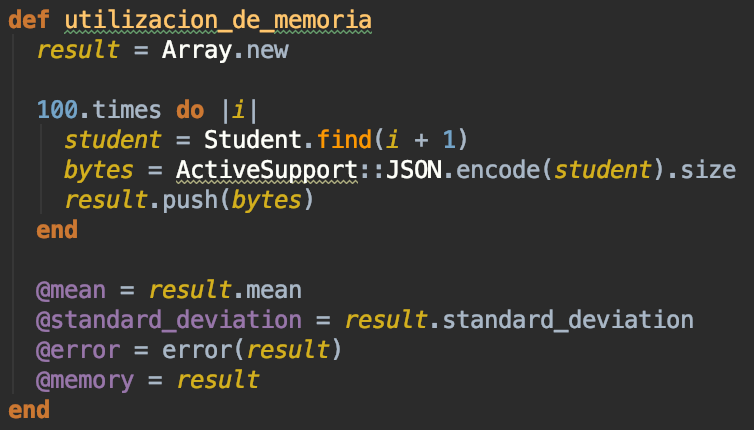 def utilizacion_de_memoria
  result = Array.new

  100.times do |i|
    student = Student.find(i + 1)
    bytes = ActiveSupport::JSON.encode(student).size
    result.push(bytes)
  end

  @mean = result.mean
  @standard_deviation = result.standard_deviation
  @error = error(result)
  @memory = result
end